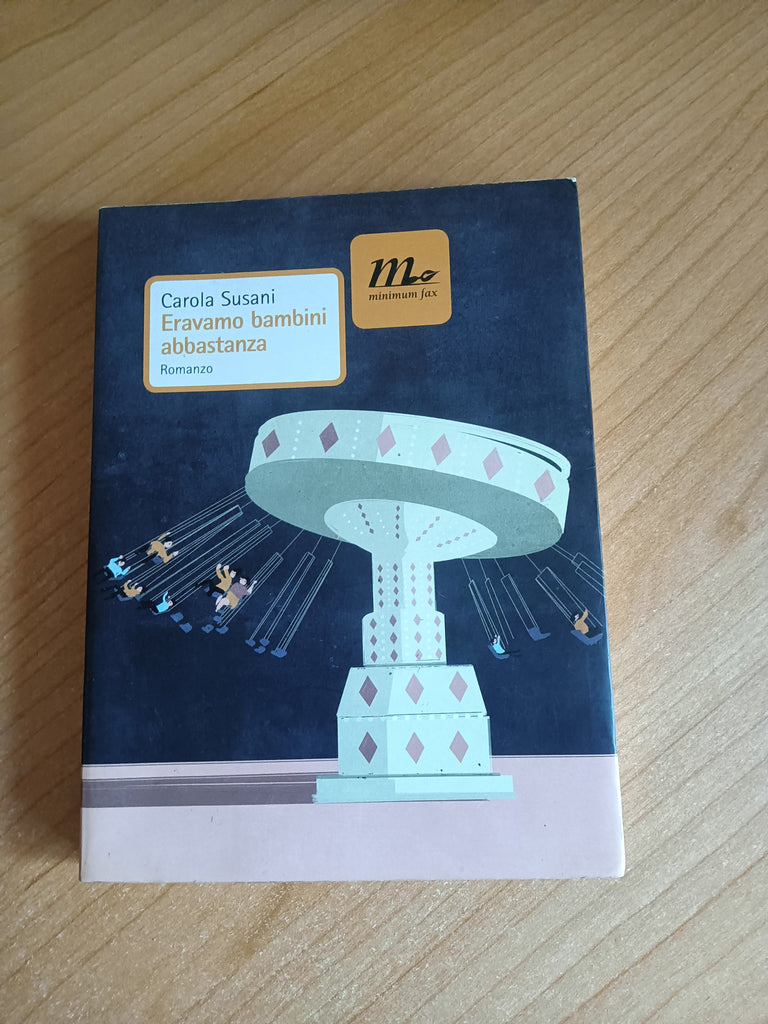 Carola Susani
Eravamo bambini
abbastanza
Romanzo
m
minimum fax